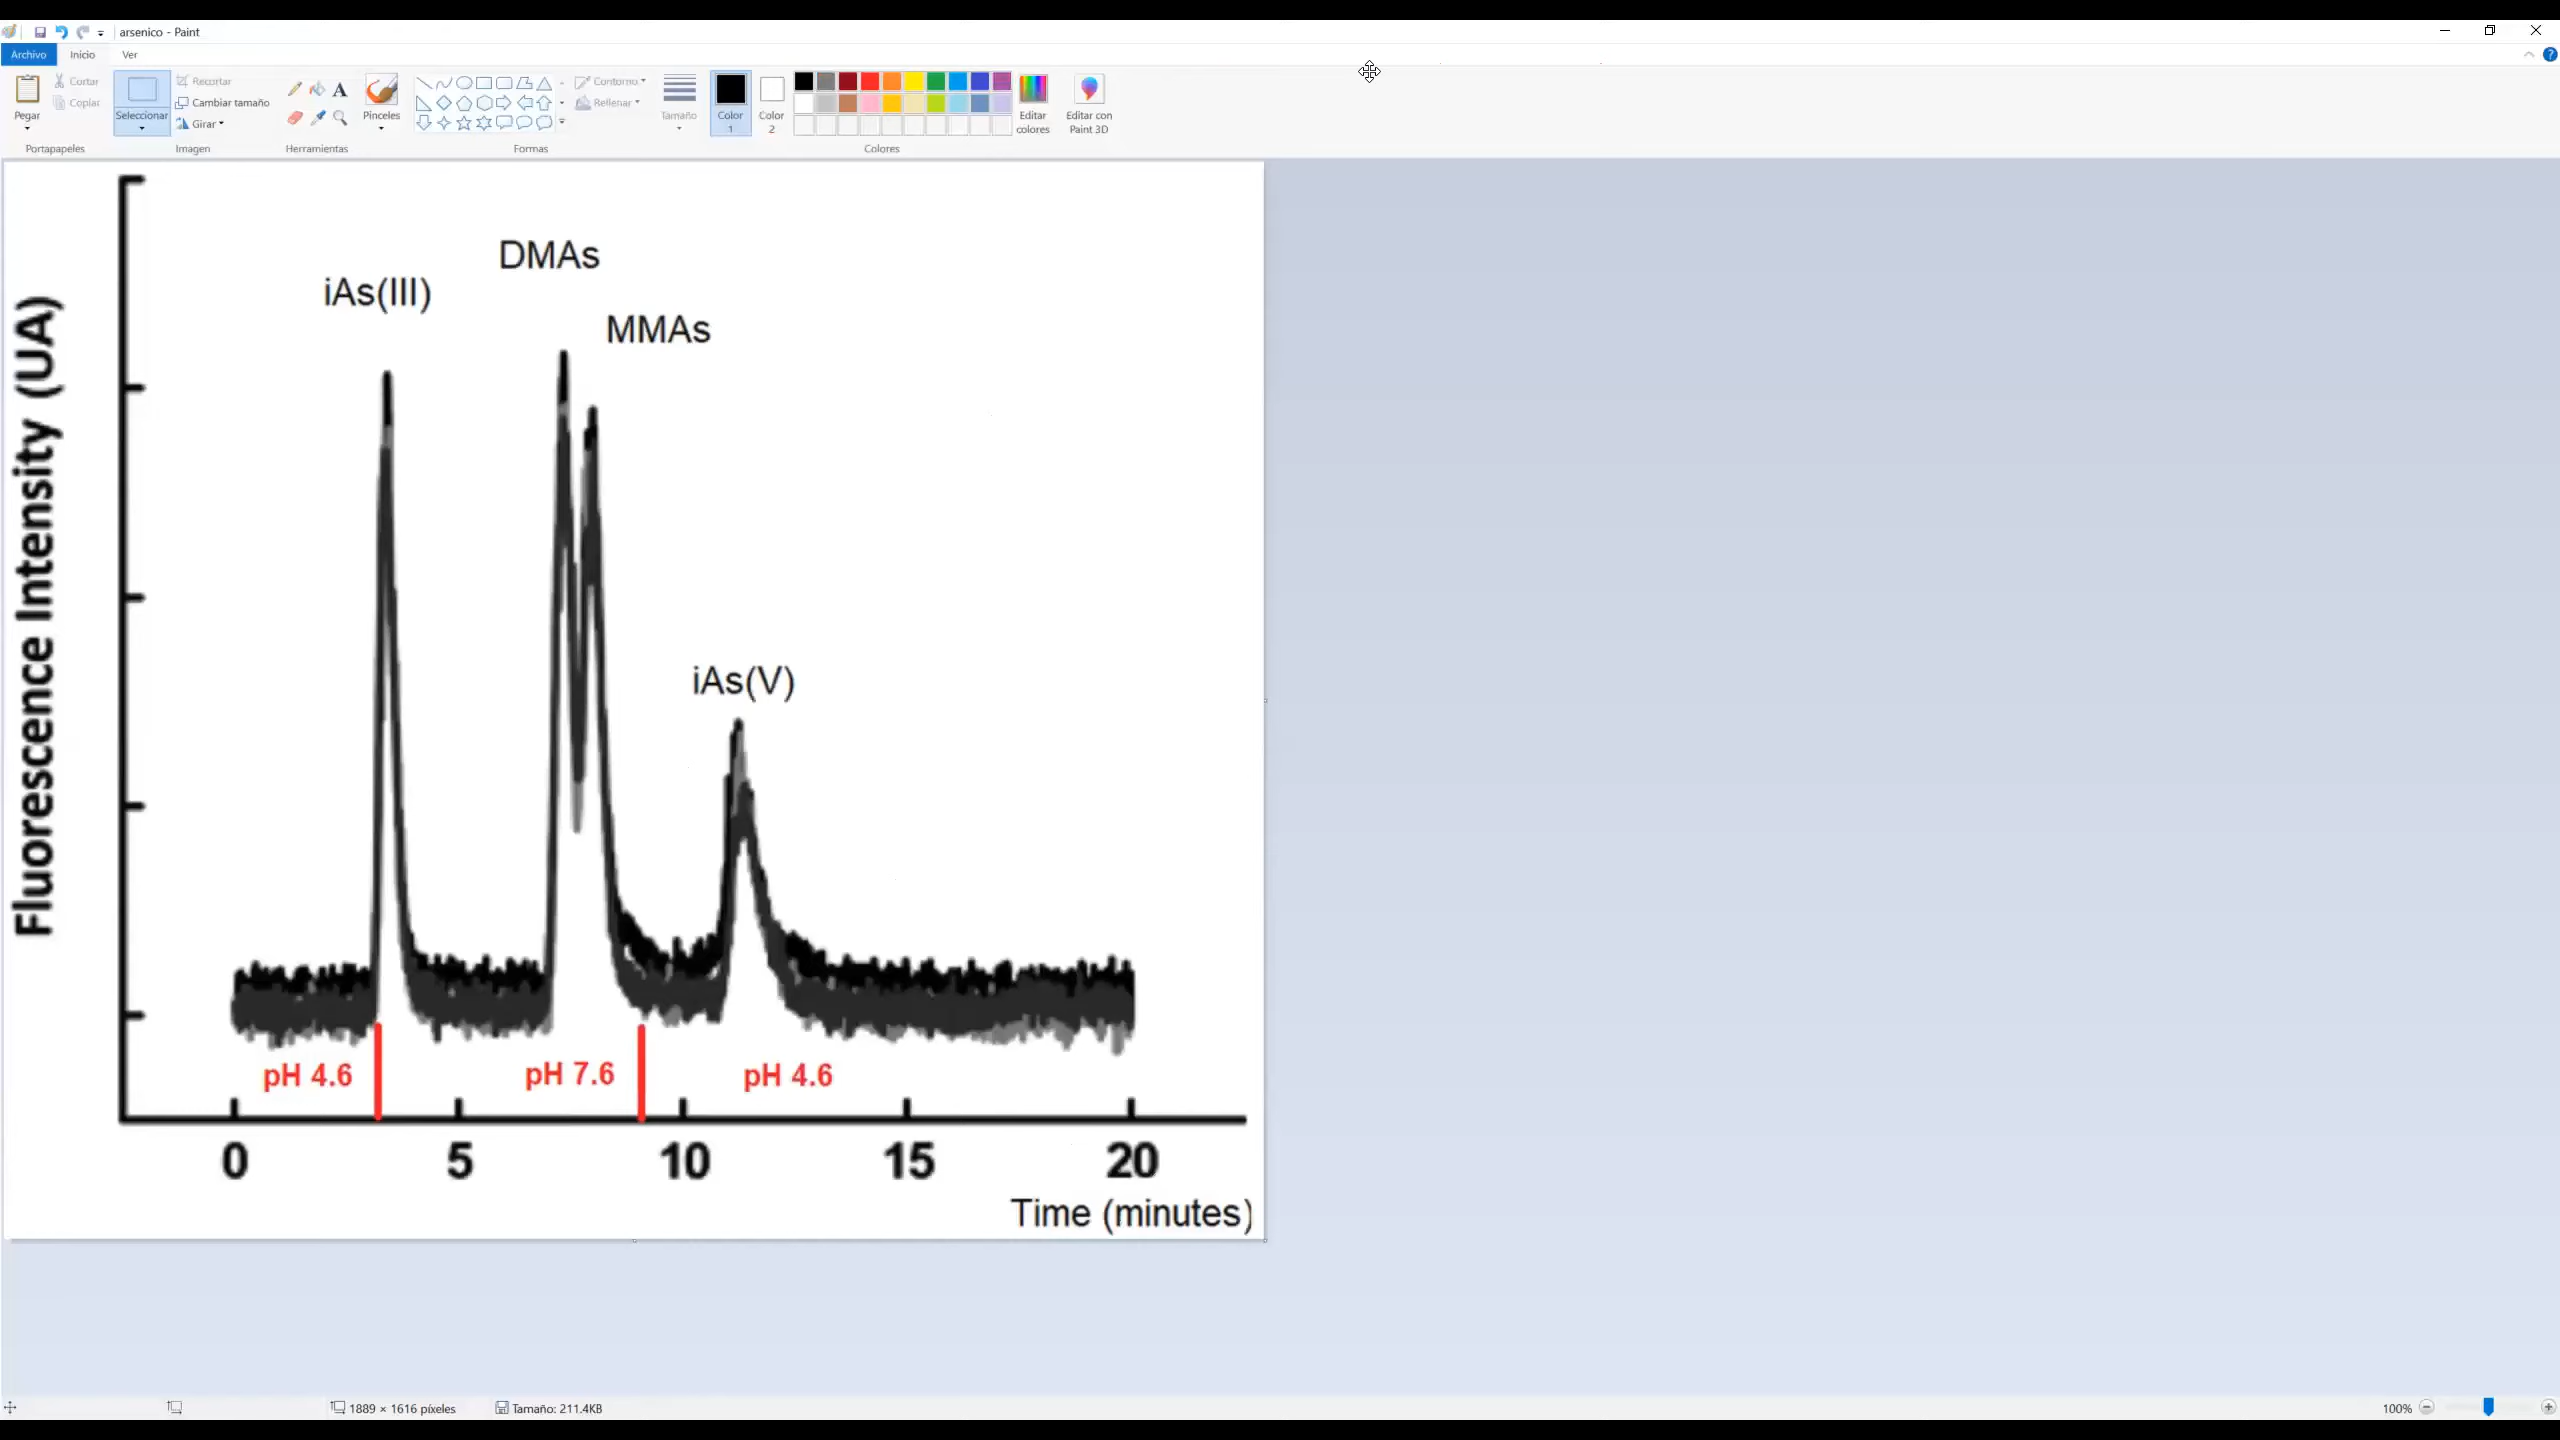 arsenico - Paint
Archivo Inicio Ver
Pegar
Cortar
Copiar
Portapapeles
Seleccionar
Recortar
Cambiar tamaño
Girar
Imagen
A
Herramientas
Pinceles
Contorno
Rellenar
Formas
Tamaño
Color 1
Color 2
Colores
Editar colores
Editar con Paint 3D
DMAs
iAs(III)
MMAs
iAs(V)
Fluorescence Intensity (UA)
pH 4.6 pH 7.6 pH 4.6
0 5 10 15 20
Time (minutes)
1889 × 1616 píxeles Tamaño: 211.4KB 100%